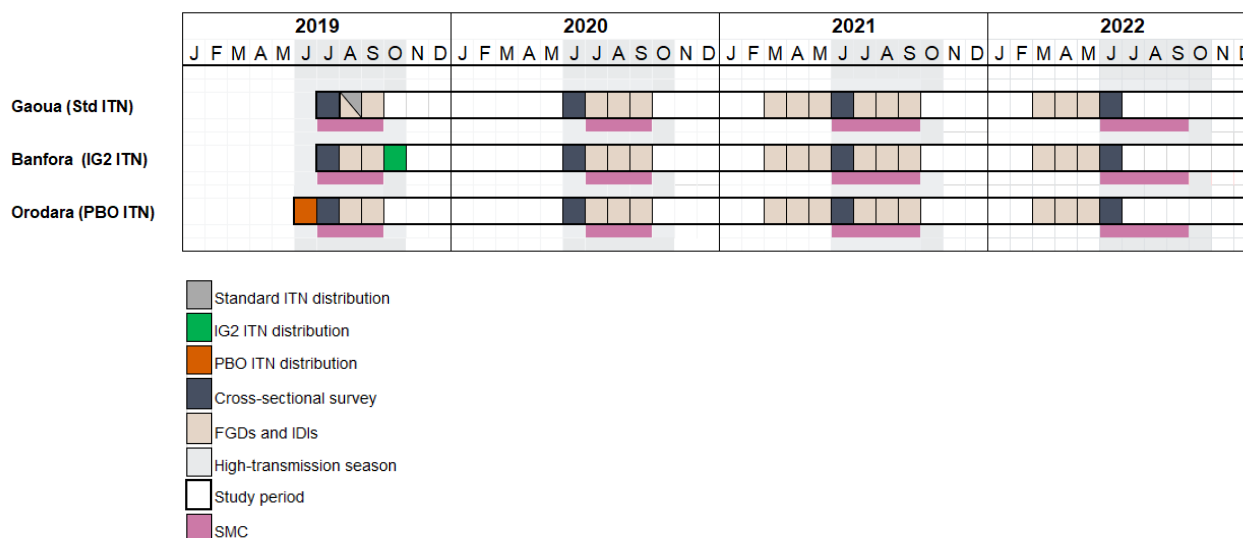 2019 2020 2021 2022
J F M A M J J A S O N D J F M A M J J A S O N D J F M A M J J A S O N D J F M A M J J A S O N D
Gaoua (Std ITN)
Banfora (IG2 ITN)
Orodara (PBO ITN)
Standard ITN distribution
IG2 ITN distribution
PBO ITN distribution
Cross-sectional survey
FGDs and IDIs
High-transmission season
Study period
SMC